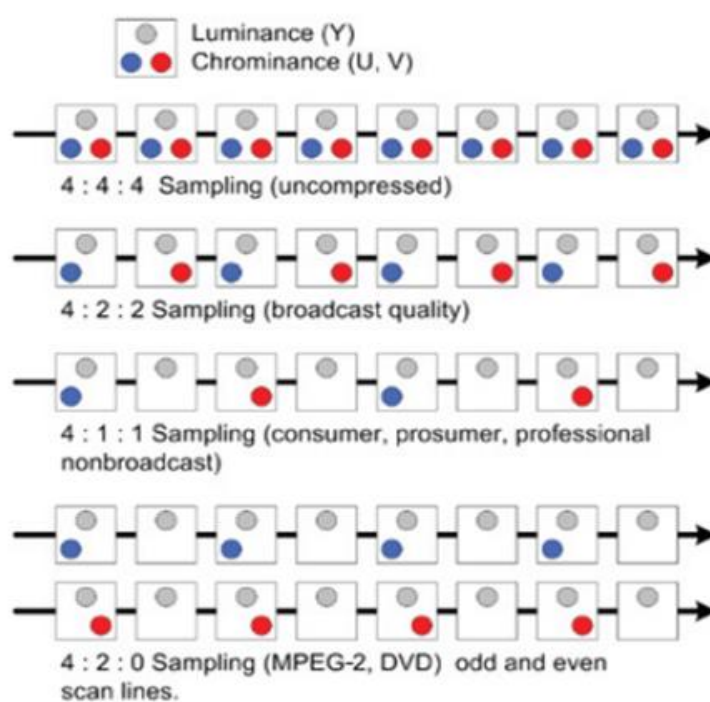 Luminance (Y)
Chrominance (U, V)
4 : 4 : 4 Sampling (uncompressed)
4 : 2 : 2 Sampling (broadcast quality)
4 : 1 : 1 Sampling (consumer, prosumer, professional
nonbroadcast)
4 : 2 : 0 Sampling (MPEG-2, DVD) odd and even
scan lines.